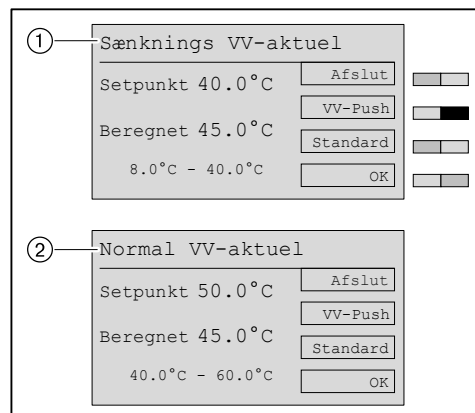 1
Sænknings VV-aktuel
Setpunkt 40.0°C
Afslut
VV-Push
Beregnet 45.0°C
Standard
8.0°C - 40.0°C
OK
2
Normal VV-aktuel
Setpunkt 50.0°C
Afslut
VV-Push
Beregnet 45.0°C
Standard
40.0°C - 60.0°C
OK